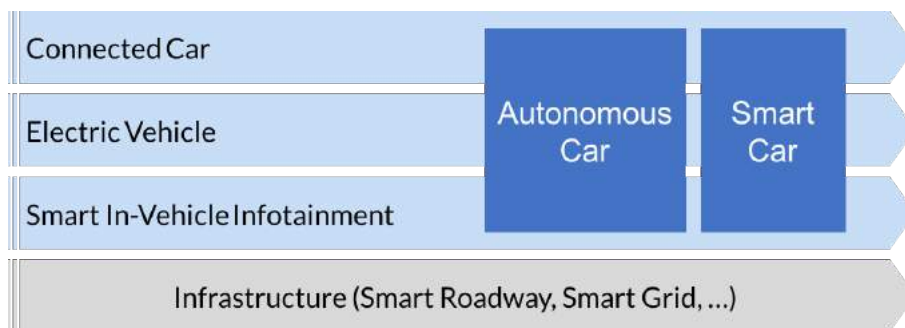 Connected Car
Electric Vehicle
Smart In-Vehicle Infotainment
Autonomous
Car
Smart
Car
Infrastructure (Smart Roadway, Smart Grid, ...)